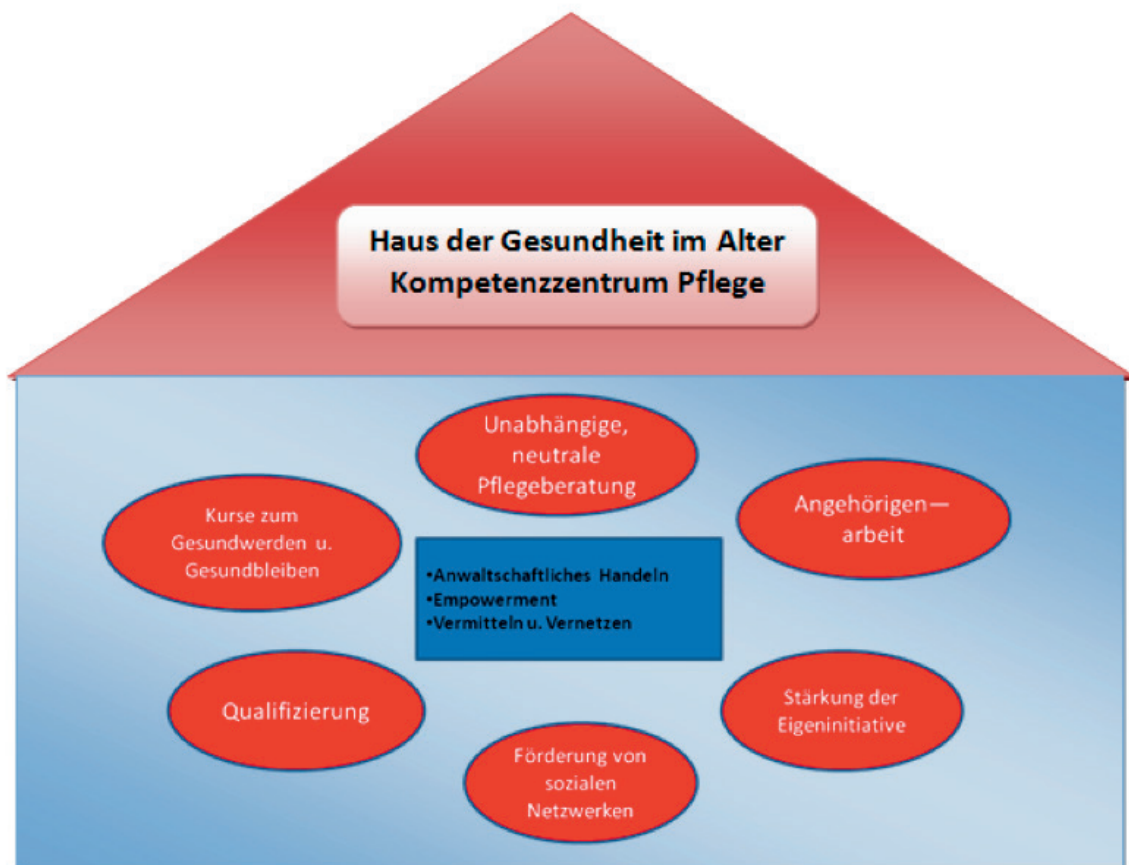 Haus der Gesundheit im Alter
Kompetenzzentrum Pflege
Unabhängige,
neutrale
Pflegeberatung
Kurse zum
Gesundwerden u.
Gesundbleiben
Angehörigen—
arbeit
•Anwaltschaftliches Handeln
•Empowerment
•Vermitteln u. Vernetzen
Qualifizierung
Stärkung der
Eigeninitiative
Förderung von
sozialen
Netzwerken